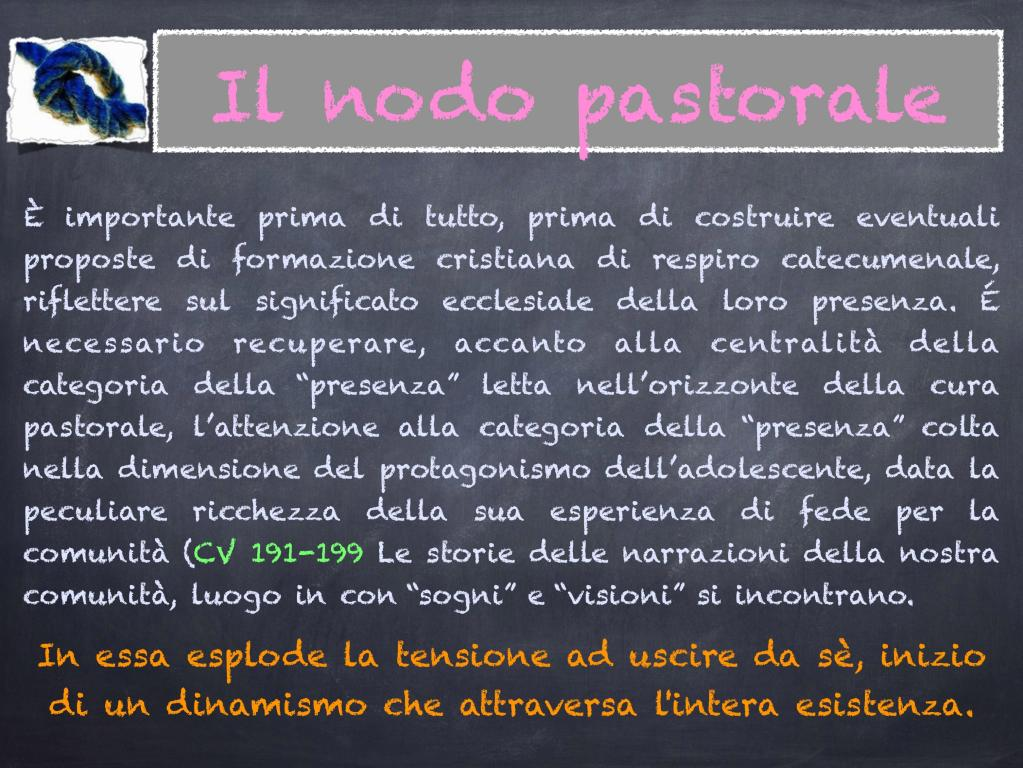 Il nodo pastorale
È importante prima di tutto, prima di costruire eventuali
proposte di formazione cristiana di respiro catecumenale,
riflettere sul significato ecclesiale della loro presenza. É
necessario recuperare, accanto alla centralità della
categoria della “presenza” letta nell’orizzonte della cura
pastorale, l’attenzione alla categoria della “presenza” colta
nella dimensione del protagonismo dell’adolescente, data la
peculiare ricchezza della sua esperienza di fede per la
comunità (CV 191-199 Le storie delle narrazioni della nostra
comunità, luogo in con “sogni” e “visioni” si incontrano.
In essa esplode la tensione ad uscire da sè, inizio
di un dinamismo che attraversa l'intera esistenza.